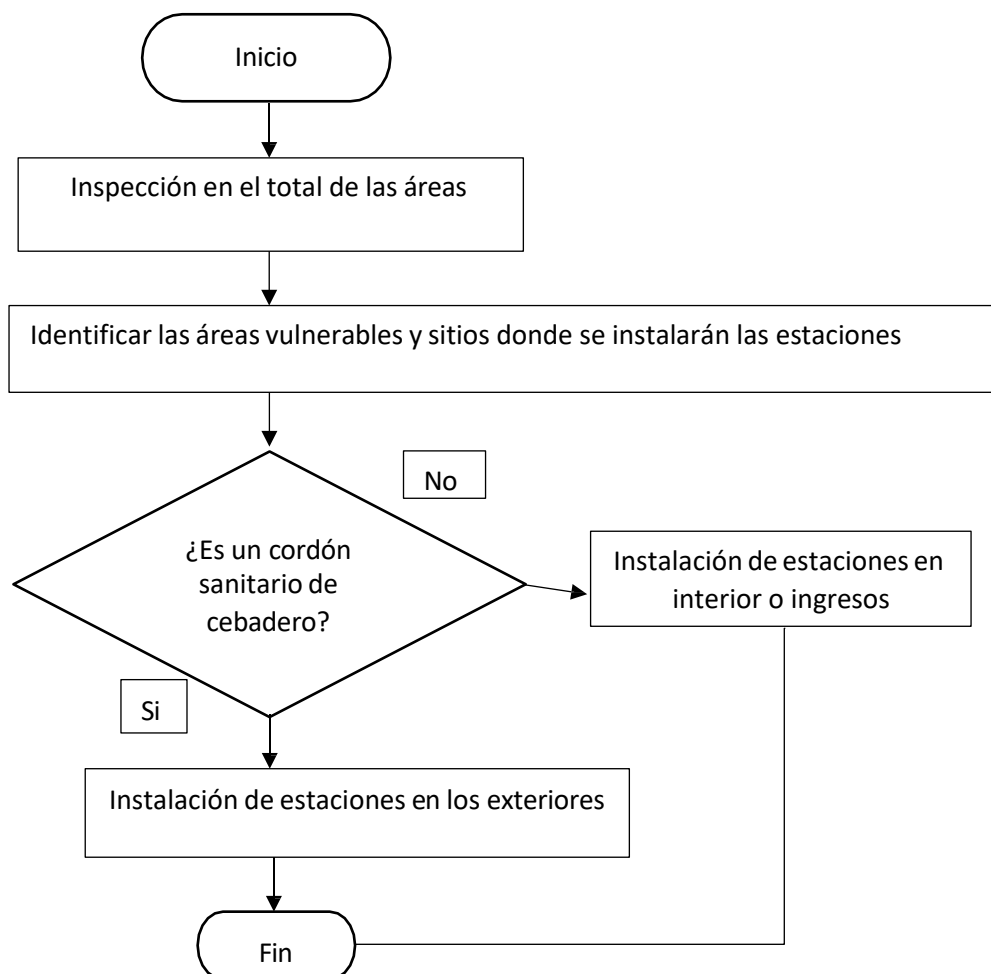 Inicio
Inspección en el total de las áreas
Identificar las áreas vulnerables y sitios donde se instalarán las estaciones
No
¿Es un cordón
sanitario de
cebadero?
Instalación de estaciones en
interior o ingresos
Si
Instalación de estaciones en los exteriores
Fin